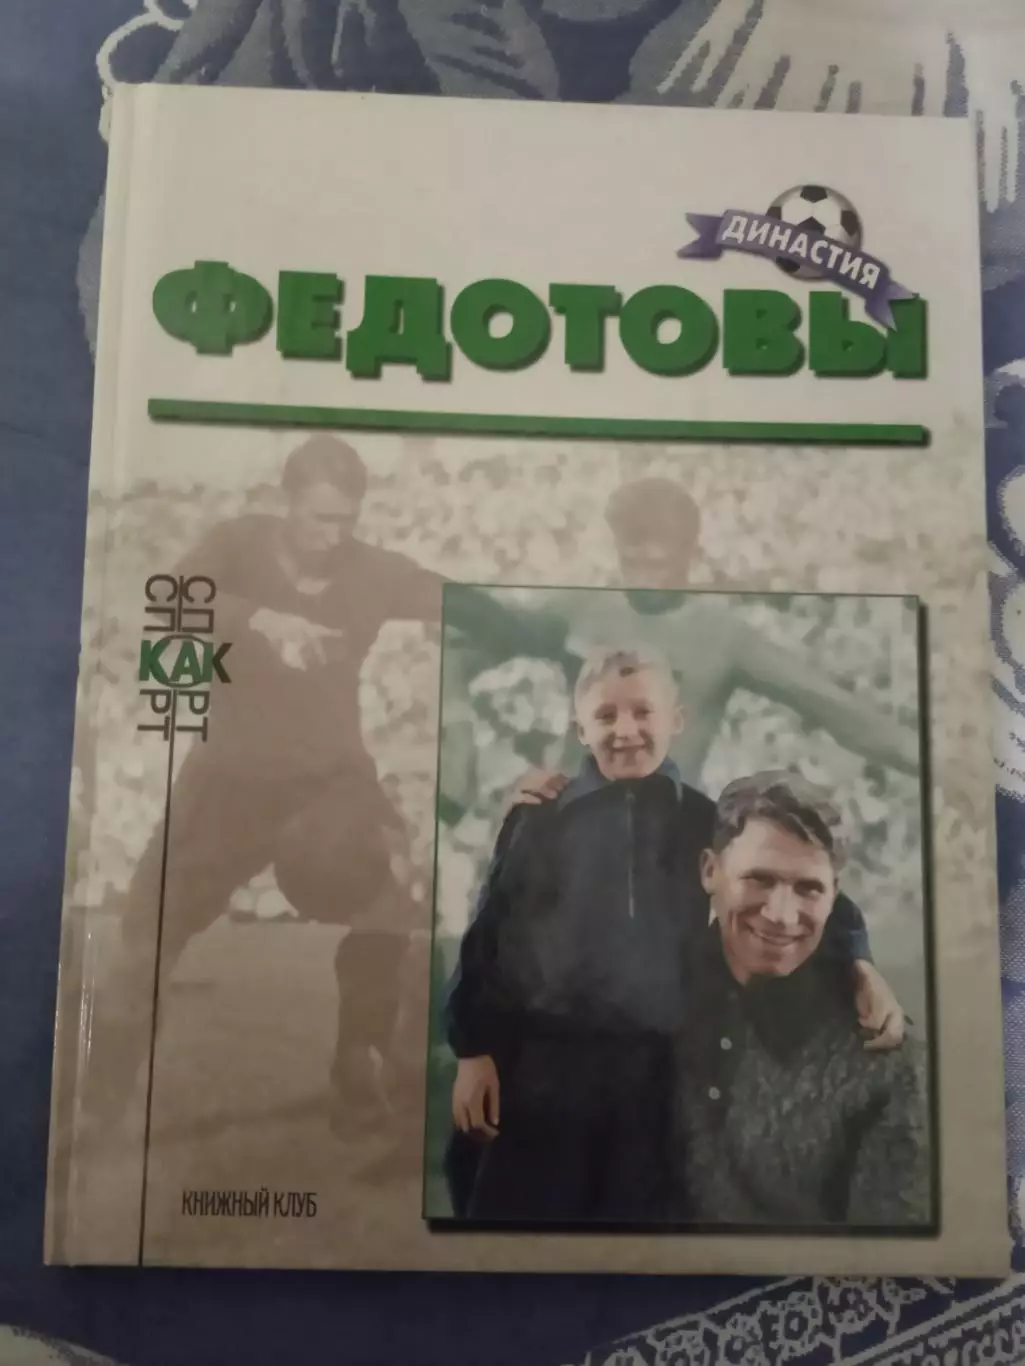 ДИНАСТИЯ
ФЕДОТОВЫ
СПОРТ
КАК
СПОРТ
КНИЖНЫЙ КЛУБ